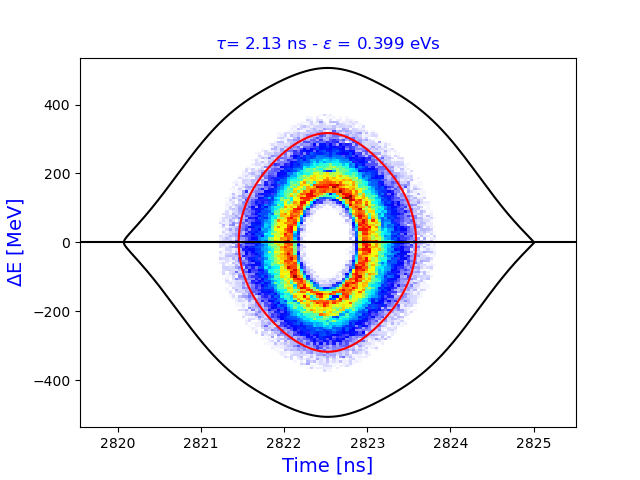 τ= 2.13 ns - ε = 0.399 eVs
ΔE [MeV]
400
200
0
−200
−400
2820 2821 2822 2823 2824 2825
Time [ns]